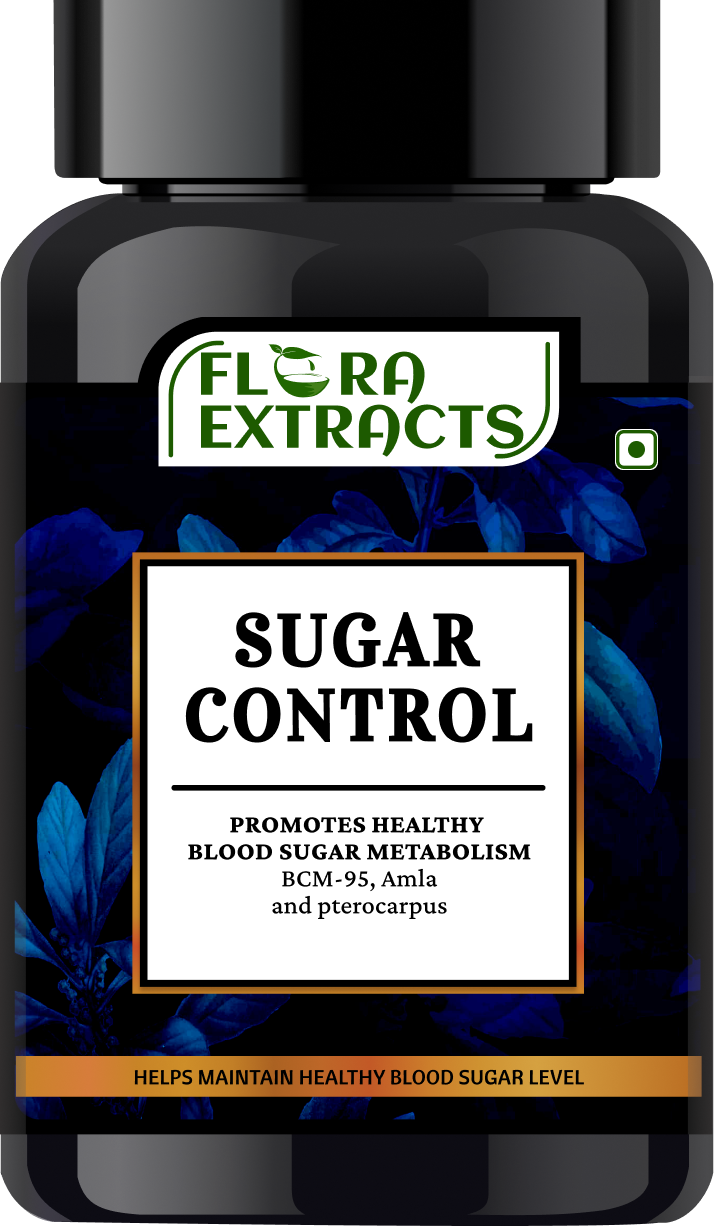 FLORA
EXTRACTS
SUGAR
CONTROL
PROMOTES HEALTHY
BLOOD SUGAR METABOLISM
BCM-95, Amla
and pterocarpus
HELPS MAINTAIN HEALTHY BLOOD SUGAR LEVEL